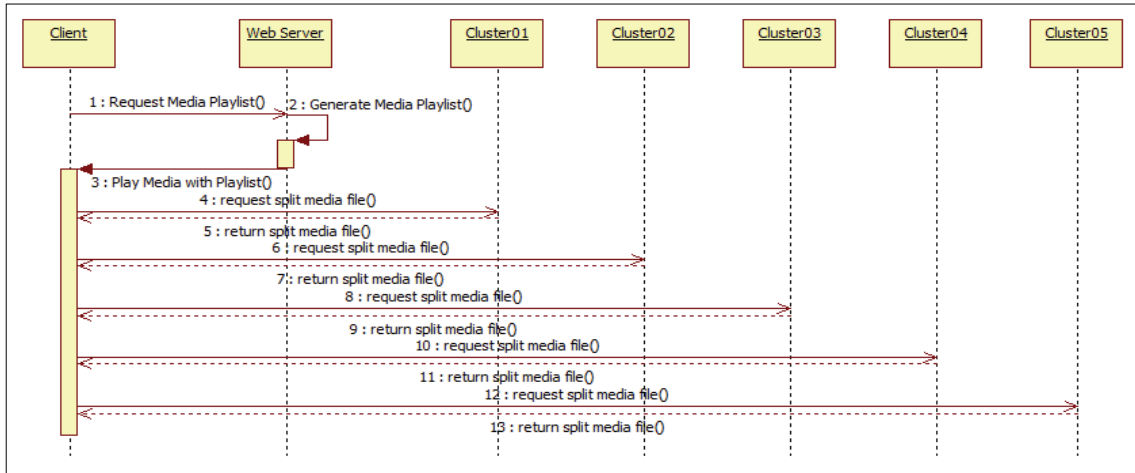 Client
Web Server
Cluster01
Cluster02
Cluster03
Cluster04
Cluster05
1 : Request Media Playlist()
2 : Generate Media Playlist()
3 : Play Media with Playlist()
4 : request split media file()
5 : return split media file()
6 : request split media file()
7 : return split media file()
8 : request split media file()
9 : return split media file()
10 : request split media file()
11 : return split media file()
12 : request split media file()
13 : return split media file()